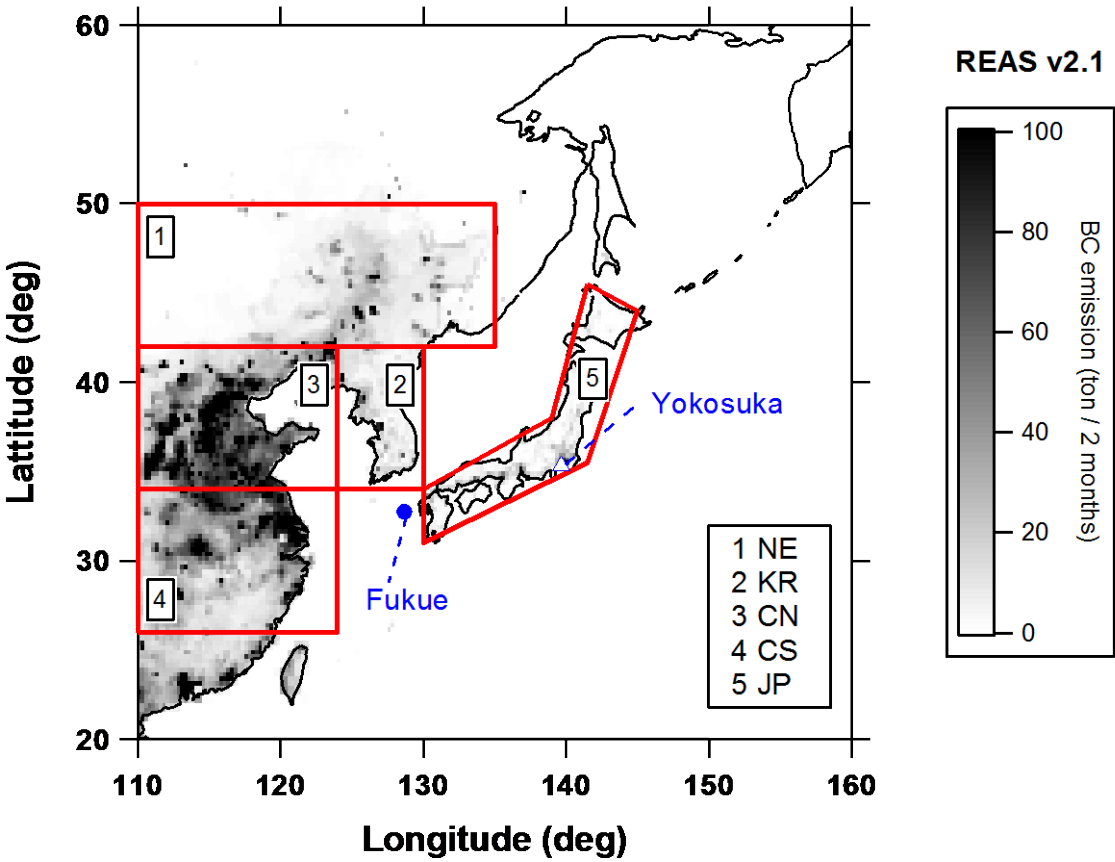 60
50
40
30
20
Lattitude (deg)
110
120
130
140
150
160
Longitude (deg)
1
2
3
4
5
Yokosuka
Fukue
1 NE
2 KR
3 CN
4 CS
5 JP
REAS v2.1
100
80
60
40
20
0
BC emission (ton / 2 months)